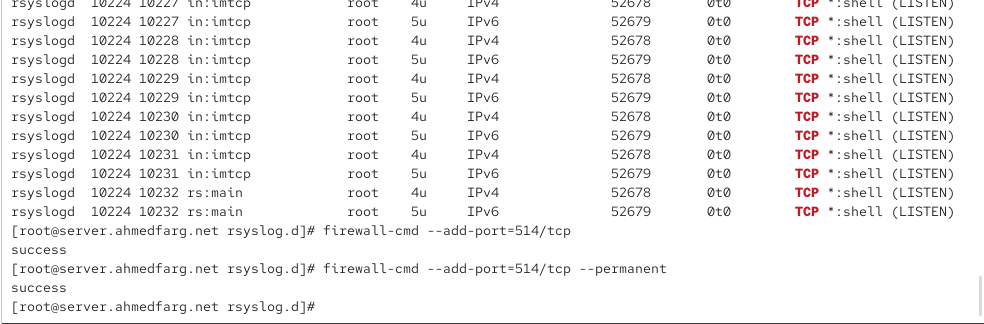 rsyslogd  10224 10227 in:imtcp                 root    4u      IPv4              52678       0t0        TCP *:shell (LISTEN)
rsyslogd  10224 10227 in:imtcp                 root    5u      IPv6              52679       0t0        TCP *:shell (LISTEN)
rsyslogd  10224 10228 in:imtcp                 root    4u      IPv4              52678       0t0        TCP *:shell (LISTEN)
rsyslogd  10224 10228 in:imtcp                 root    5u      IPv6              52679       0t0        TCP *:shell (LISTEN)
rsyslogd  10224 10229 in:imtcp                 root    4u      IPv4              52678       0t0        TCP *:shell (LISTEN)
rsyslogd  10224 10229 in:imtcp                 root    5u      IPv6              52679       0t0        TCP *:shell (LISTEN)
rsyslogd  10224 10230 in:imtcp                 root    4u      IPv4              52678       0t0        TCP *:shell (LISTEN)
rsyslogd  10224 10230 in:imtcp                 root    5u      IPv6              52679       0t0        TCP *:shell (LISTEN)
rsyslogd  10224 10231 in:imtcp                 root    4u      IPv4              52678       0t0        TCP *:shell (LISTEN)
rsyslogd  10224 10231 in:imtcp                 root    5u      IPv6              52679       0t0        TCP *:shell (LISTEN)
rsyslogd  10224 10232 rs:main                  root    4u      IPv4              52678       0t0        TCP *:shell (LISTEN)
rsyslogd  10224 10232 rs:main                  root    5u      IPv6              52679       0t0        TCP *:shell (LISTEN)
[root@server.ahmedfarg.net rsyslog.d]# firewall-cmd --add-port=514/tcp
success
[root@server.ahmedfarg.net rsyslog.d]# firewall-cmd --add-port=514/tcp --permanent
success
[root@server.ahmedfarg.net rsyslog.d]#